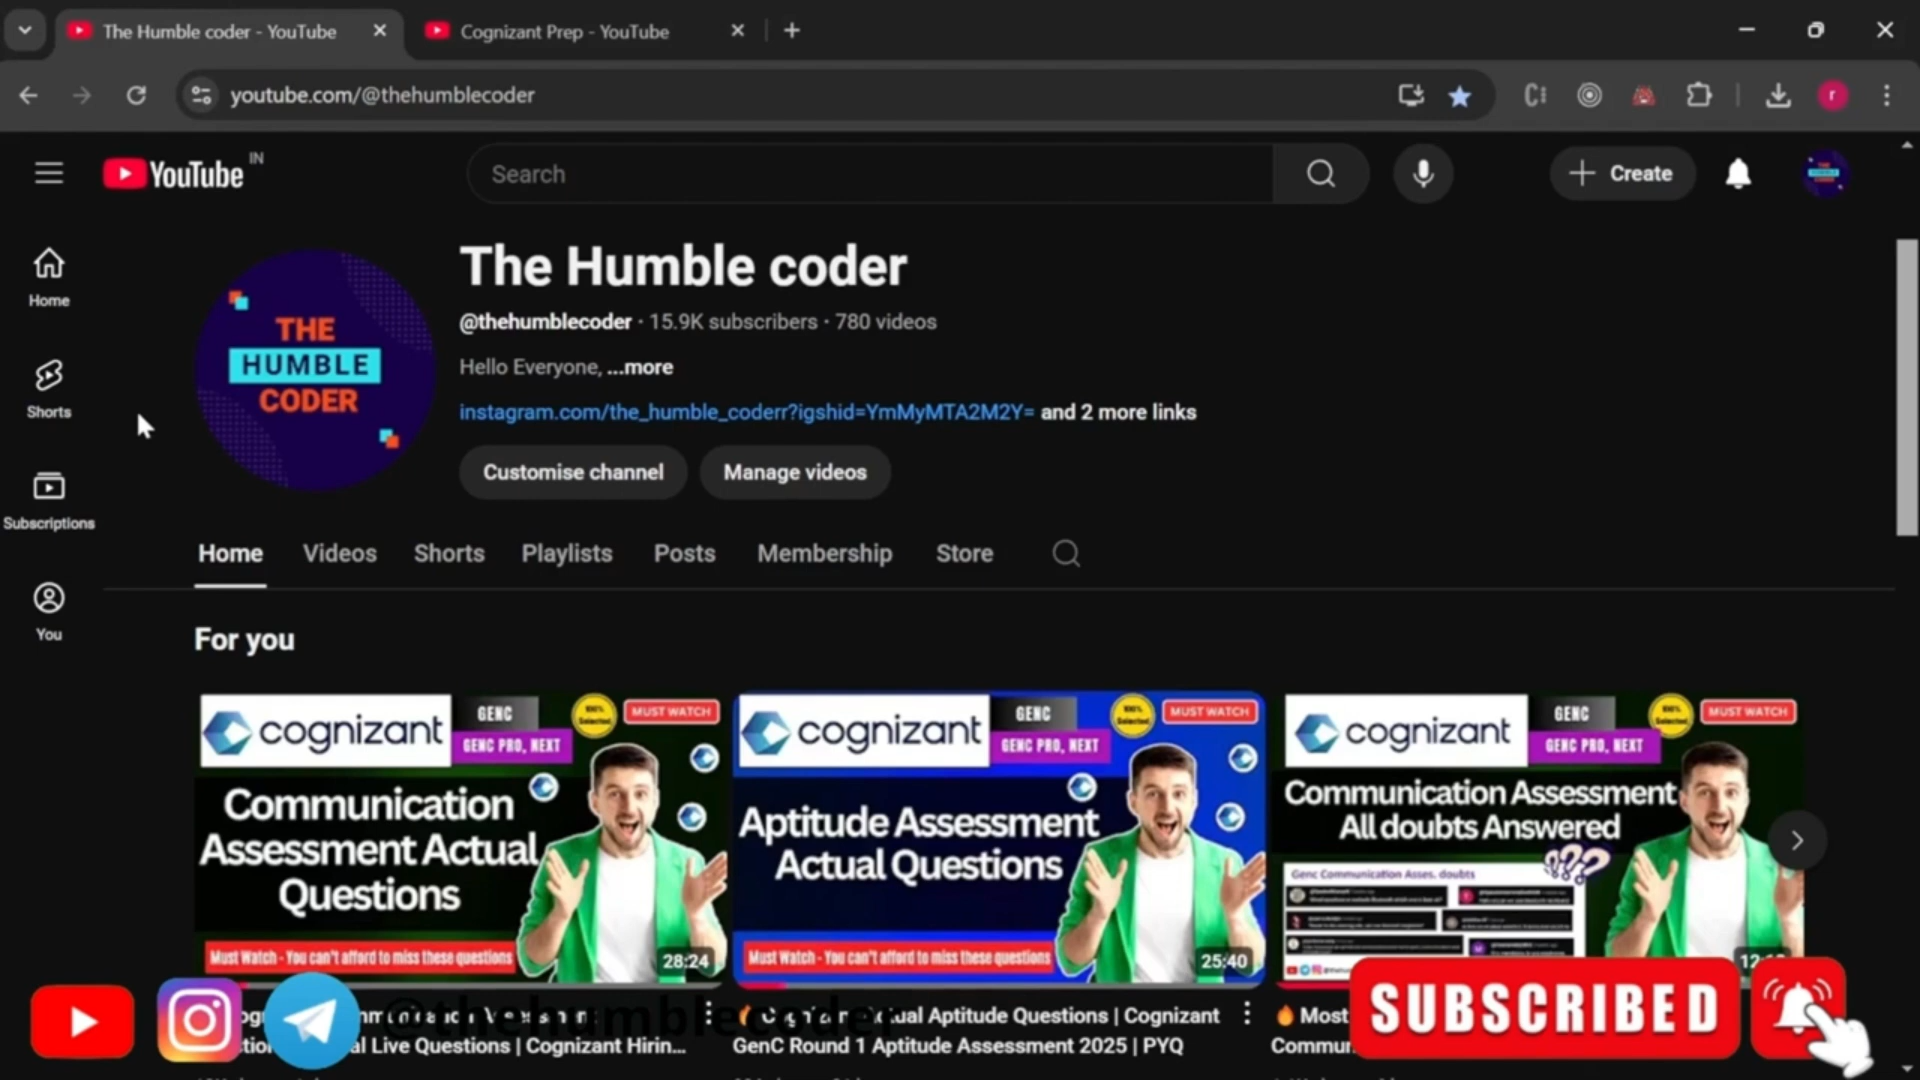 The Humble coder - YouTube
Cognizant Prep - YouTube
youtube.com/@thehumblecoder
YouTube IN
Search
Create
Home
Shorts
Subscriptions
You
THE
HUMBLE
CODER
The Humble coder
@thehumblecoder · 15.9K subscribers · 780 videos
Hello Everyone, ...more
instagram.com/the_humble_coderr?igshid=YmMyMTA2M2Y= and 2 more links
Customise channel
Manage videos
Home Videos Shorts Playlists Posts Membership Store
For you
cognizant
GENC
GENC PRO, NEXT
MUST WATCH
Communication
Assessment Actual
Questions
Must Watch - You can't afford to miss these questions
28:24
cognizant
GENC
GENC PRO, NEXT
MUST WATCH
Aptitude Assessment
Actual Questions
Must Watch - You can't afford to miss these questions
25:40
cognizant
GENC
GENC PRO, NEXT
MUST WATCH
Communication Assessment
All doubts Answered
???
Genc Communication Asses. doubts
@thehumblecoder
al Live Questions | Cognizant Hirin...
Aptitude Questions | Cognizant
GenC Round 1 Aptitude Assessment 2025 | PYQ
Most
SUBSCRIBED